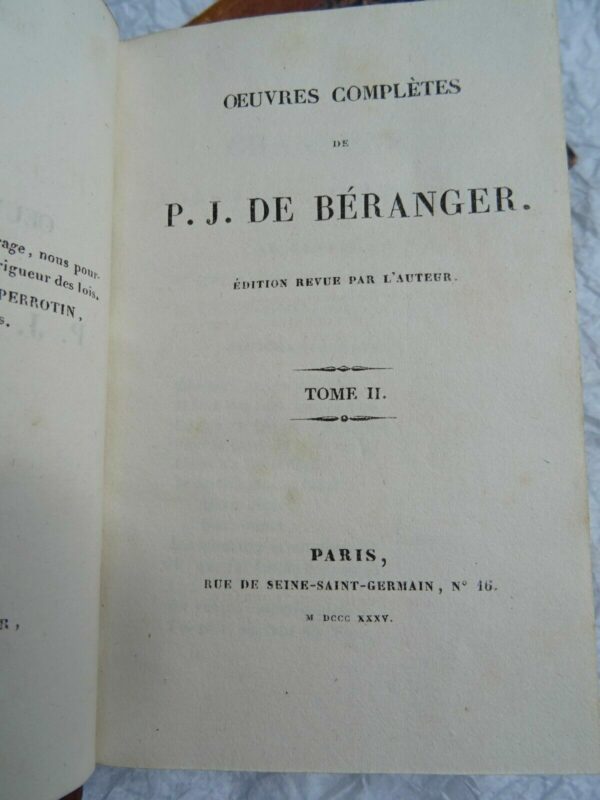 rage, nous pour-
rigueur des lois.
PERROTIN,
s.
R,
OEUVRES COMPLÈTES
DE
P. J. DE BÉRANGER.
ÉDITION REVUE PAR L'AUTEUR.
TOME II.
PARIS,
RUE DE SEINE-SAINT-GERMAIN, N° 16.
M DCCC XXXV.